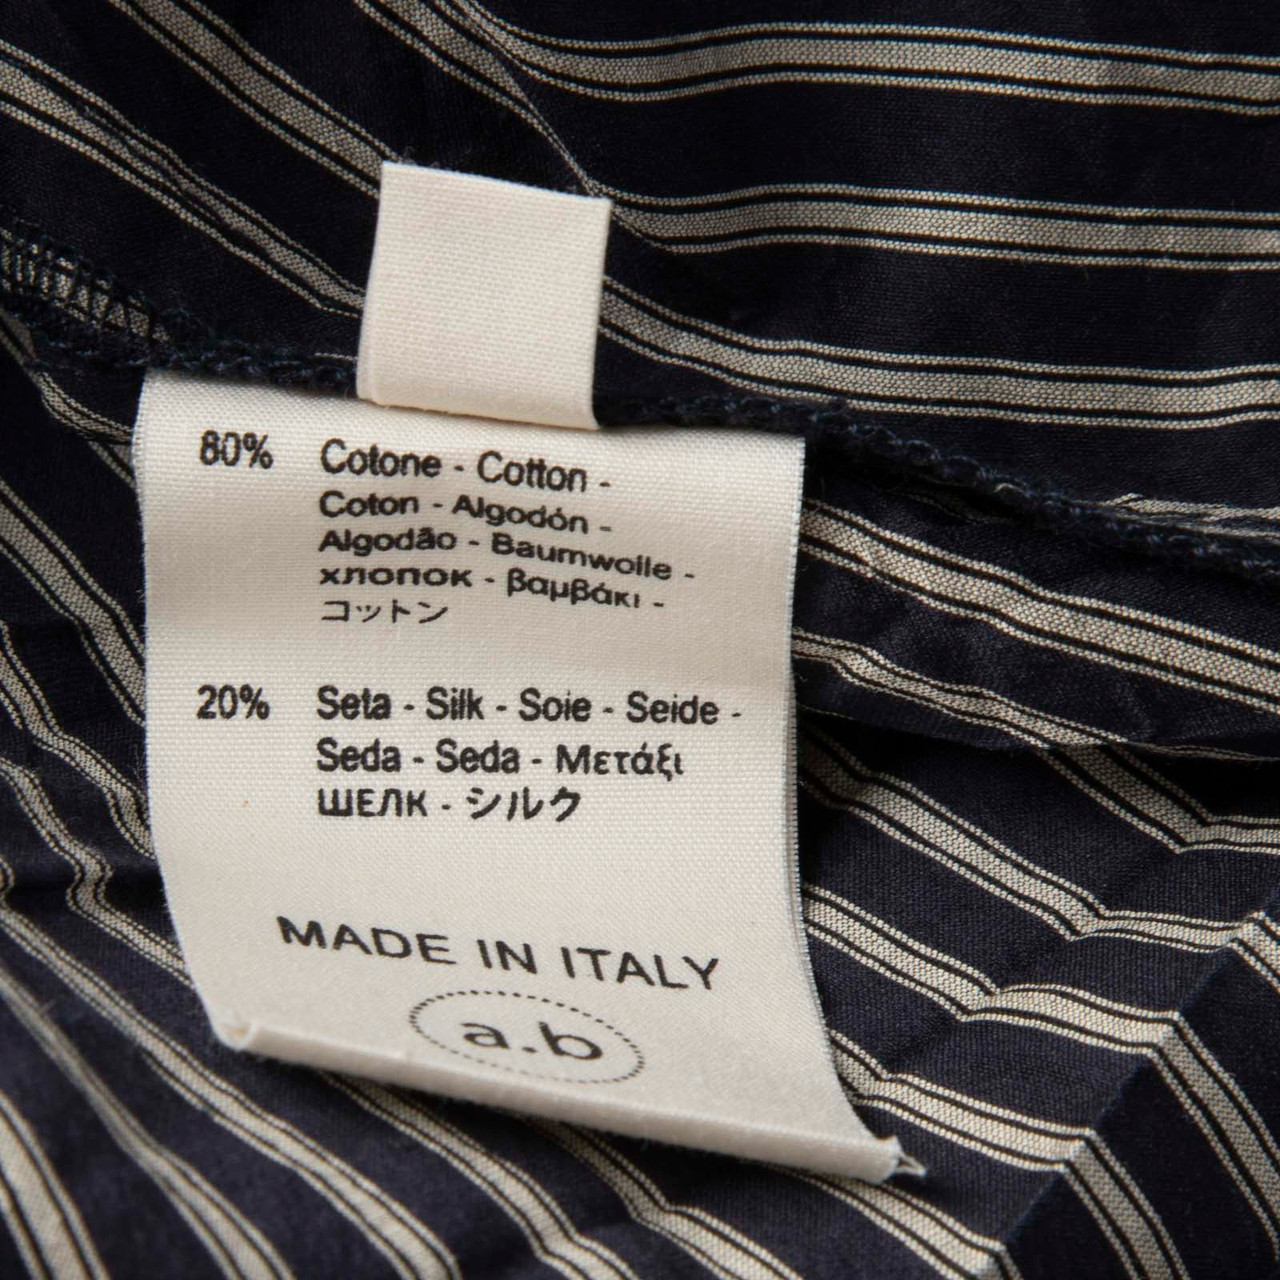 80% Cotone - Cotton -
Coton - Algodón -
Algodão - Baumwolle -
хлопок - βαμβάκι -
コットン
20% Seta - Silk - Soie - Seide -
Seda - Seda - Μετάξι
ШЕЛК - シルク
MADE IN ITALY
a.b